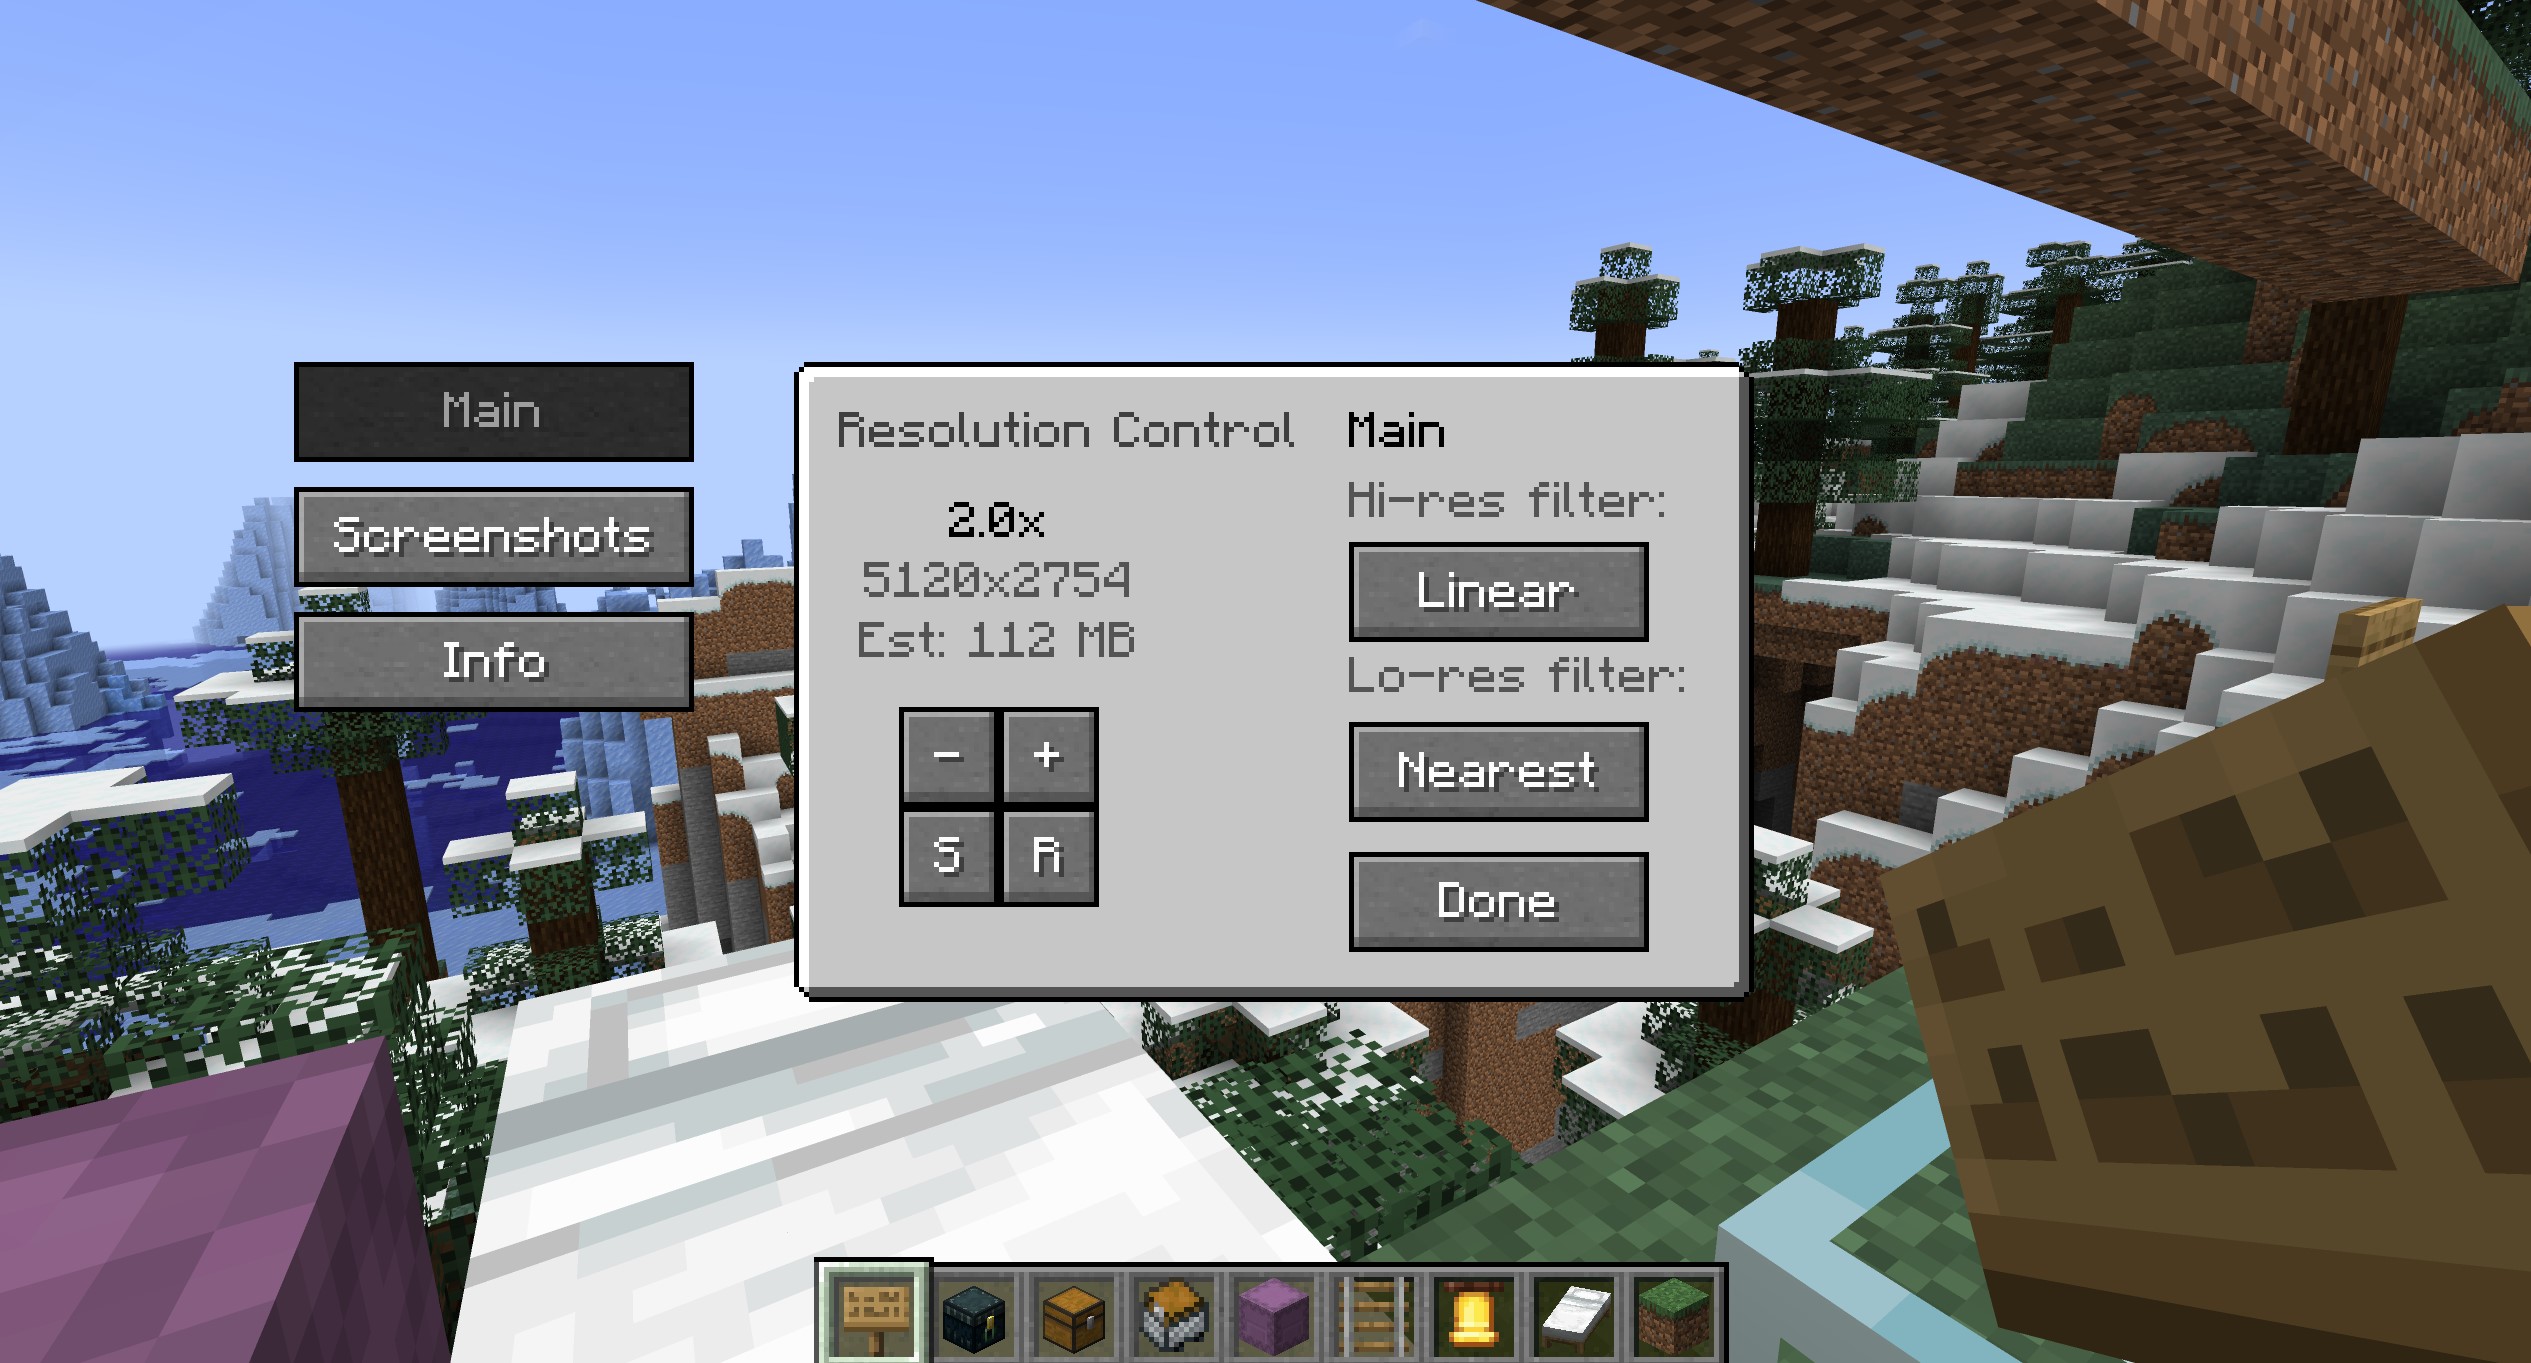 Main
Screenshots
Info
Resolution Control
2.0x
5120x2754
Est: 112 MB
- +
S R
Main
Hi-res filter:
Linear
Lo-res filter:
Nearest
Done